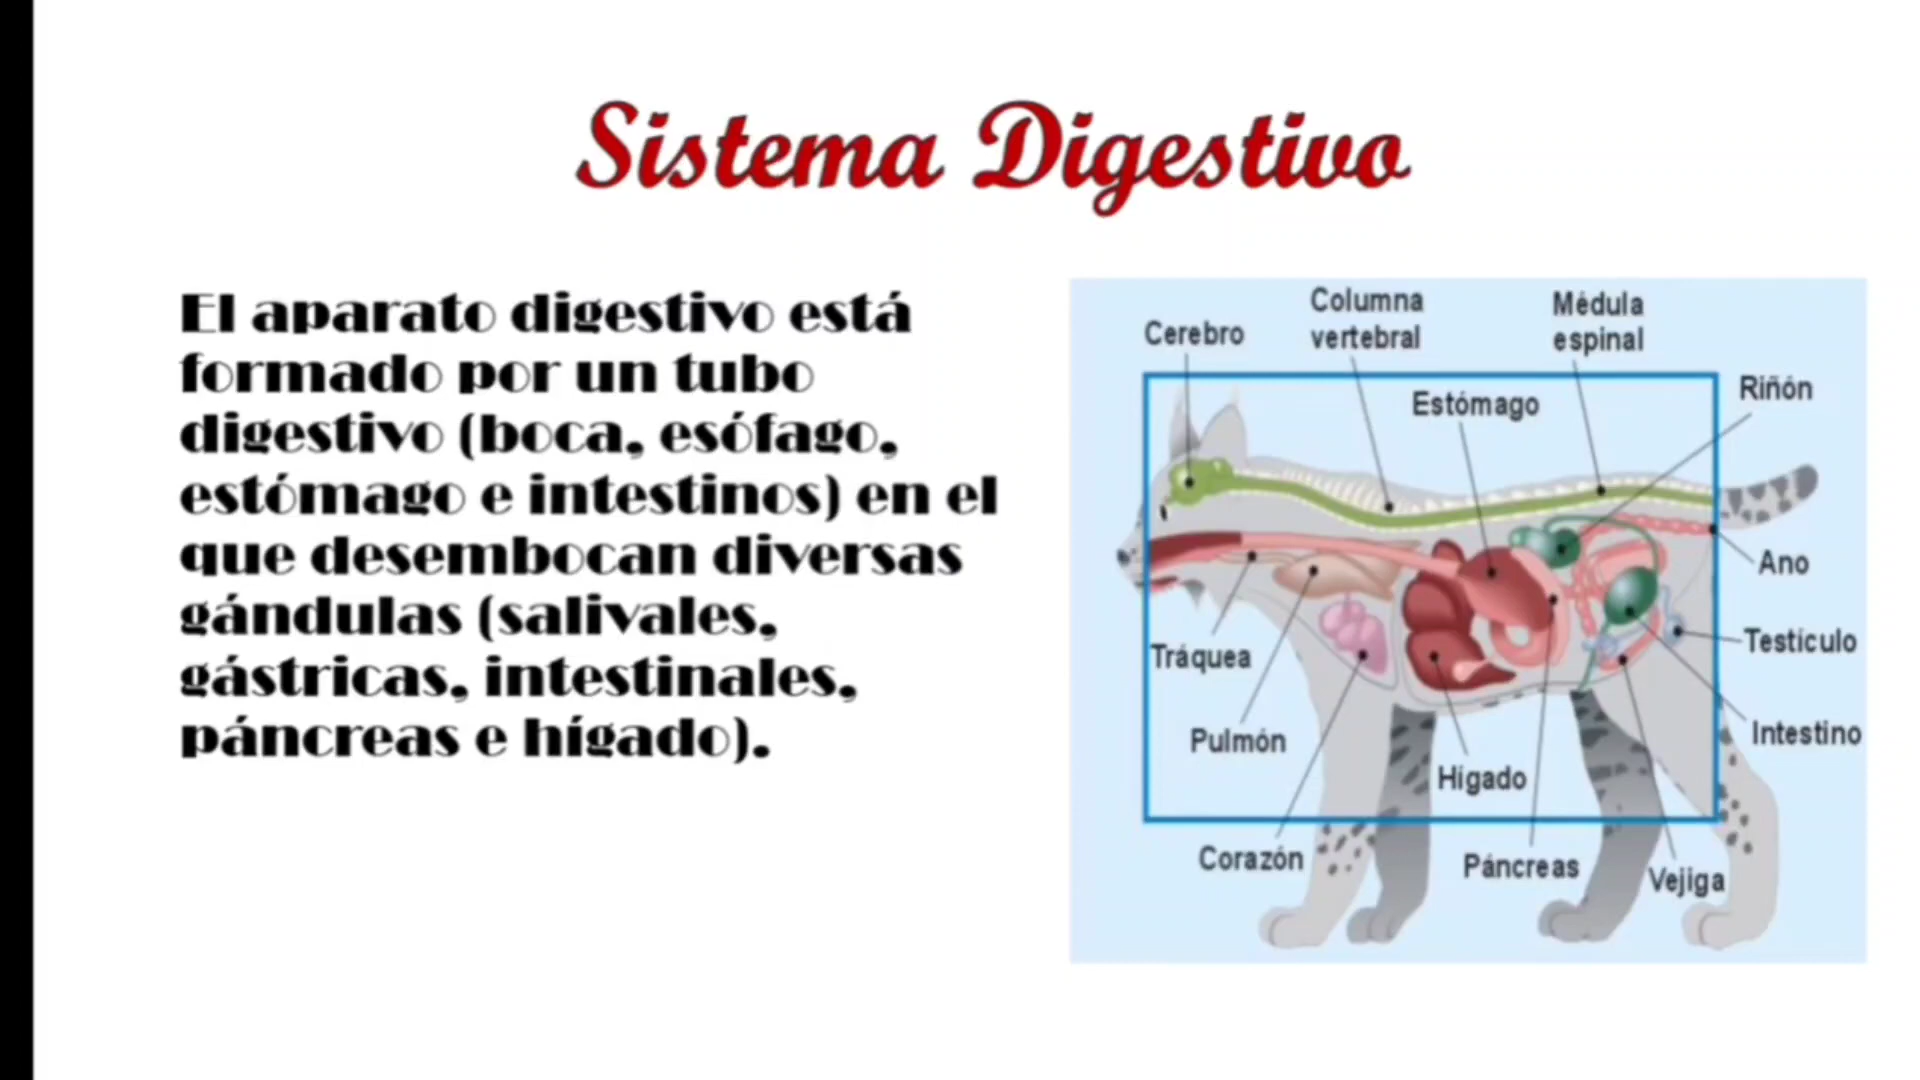 Sistema Digestivo
El aparato digestivo está
formado por un tubo
digestivo (boca, esófago,
estómago e intestinos) en el
que desembocan diversas
gándulas (salivales,
gástricas, intestinales,
páncreas e hígado).
Cerebro
Columna
vertebral
Médula
espinal
Estómago
Riñón
Ano
Tráquea
Testículo
Pulmón
Intestino
Hígado
Corazón
Páncreas
Vejiga